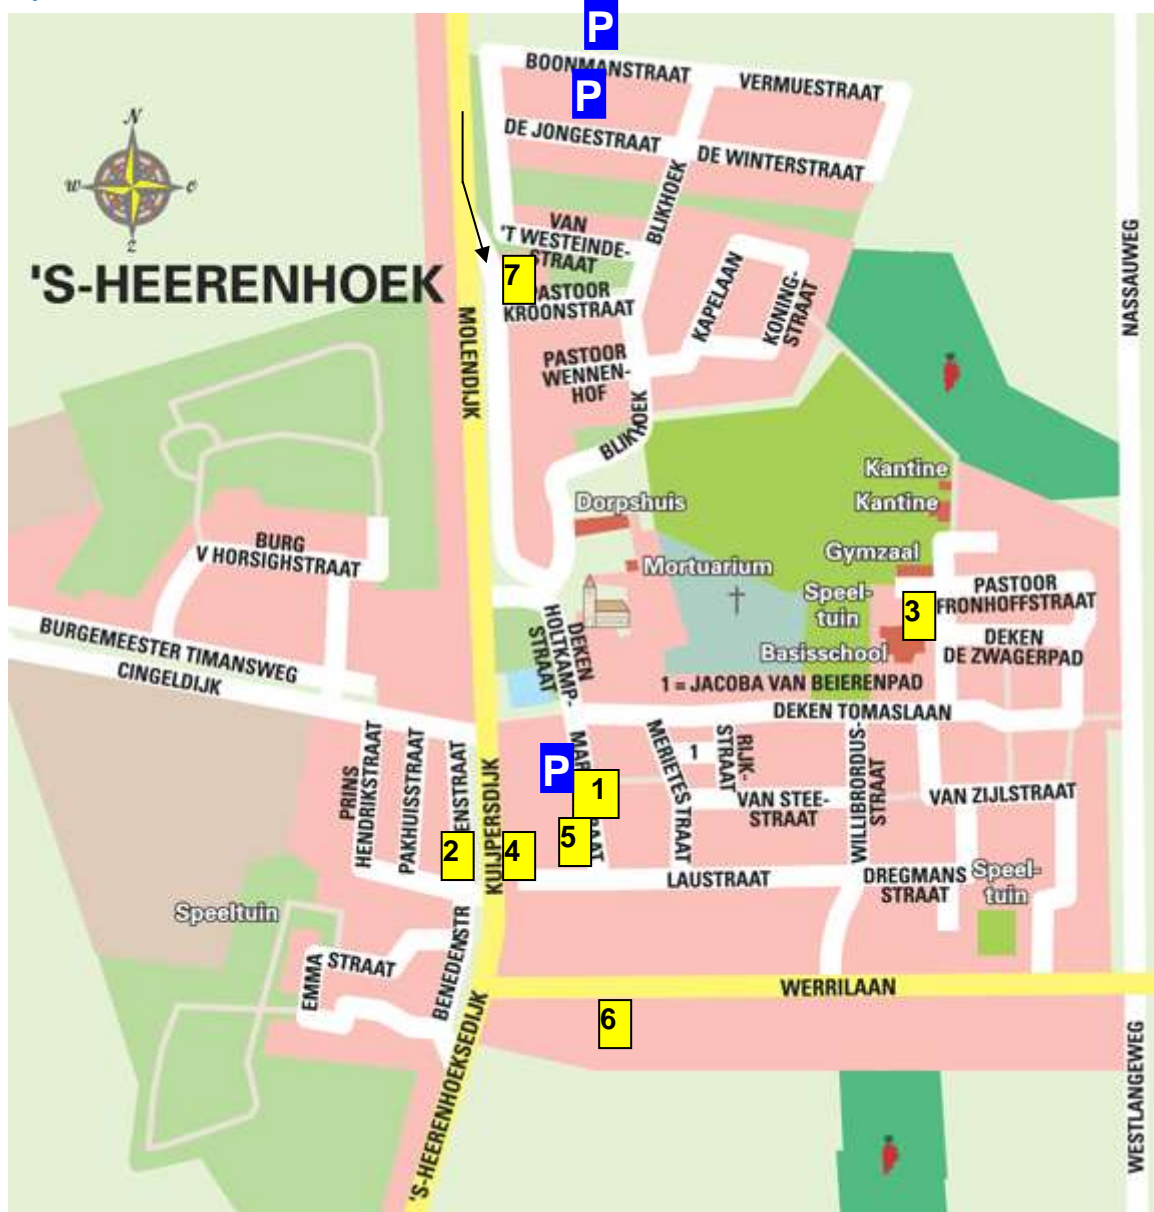 P
BOONMANSTRAAT
VERMUESTRAAT
P
DE JONGESTRAAT
DE WINTERSTRAAT
N
W
O
Z
'S-HEERENHOEK
BLIKHOEK
VAN
'T WESTEINDE-
STRAAT
7
PASTOOR
KROONSTRAAT
KAPELAAN
KONING-
STRAAT
NASSAUWEG
MOLENDIJK
PASTOOR
WENNEN-
HOF
BLIKHOEK
Kantine
Kantine
Dorpshuis
Gymzaal
Mortuarium
BURG
V HORSIGHSTRAAT
Speel-
tuin
3
PASTOOR
FRONHOFFSTRAAT
DEKEN
DE ZWAGERPAD
Basisschool
BURGEMEESTER TIMANSWEG
CINGELDIJK
DEKEN
HOLTKAMP-
STRAAT
1 = JACOBA VAN BEIERENPAD
DEKEN TOMASLAAN
PRINS
HENDRIKSTRAAT
PAKHUISSTRAAT
ENSTRAAT
KUIJPERSDIJK
P
MAR
RAAT
1
5
2
4
MERIETESTRAAT
1
RIJK-
STRAAT
VAN STEE-
STRAAT
WILLIBRORDUS-
STRAAT
VAN ZIJLSTRAAT
LAUSTRAAT
DREGMANS
STRAAT
Speel-
tuin
Speeltuin
EMMA
STRAAT
BENEDENSTR
WERRILAAN
6
'S-HEERENHOEKSEDIJK
WESTLANGEWEG